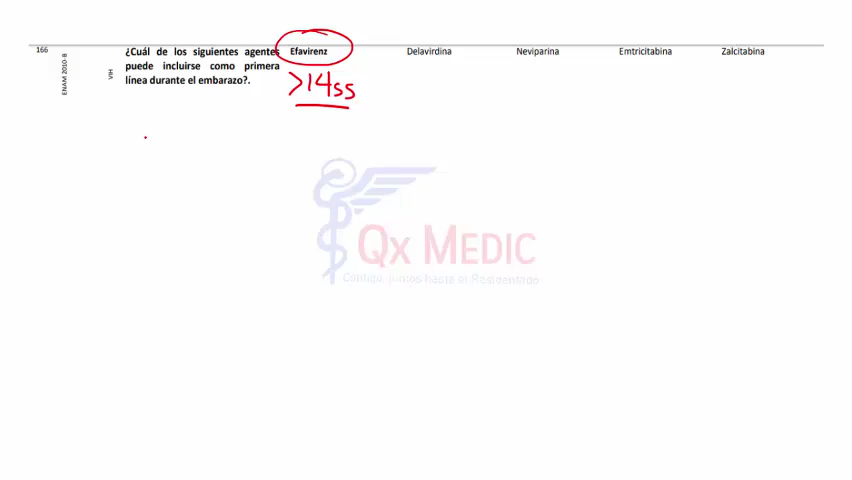 166
ENAM 2010-B
VIH
¿Cuál de los siguientes agentes
puede incluirse como primera
línea durante el embarazo?.
Efavirenz
Delavirdina
Neviparina
Emtricitabina
Zalcitabina
>14ss
QX MEDIC
Contigo, juntos hasta el Residentado